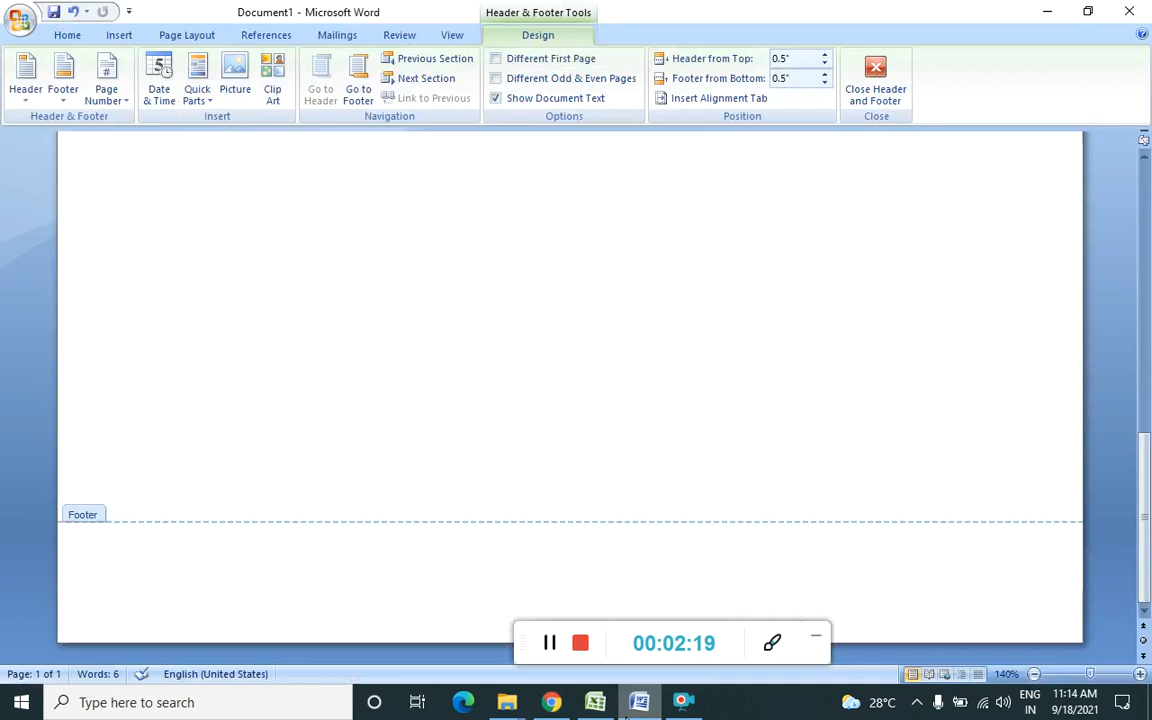 Document1 - Microsoft Word
Header & Footer Tools
Home Insert Page Layout References Mailings Review View Design
Header
Footer
Page Number
Date & Time
Quick Parts
Picture
Clip Art
Go to Header
Go to Footer
Previous Section
Next Section
Link to Previous
Different First Page
Different Odd & Even Pages
Show Document Text
Header from Top: 0.5"
Footer from Bottom: 0.5"
Insert Alignment Tab
Close Header and Footer
Header & Footer Insert Navigation Options Position Close
Footer
00:02:19
Page: 1 of 1 Words: 6 English (United States) 140%
Type here to search
28°C
ENG
IN
11:14 AM
9/18/2021